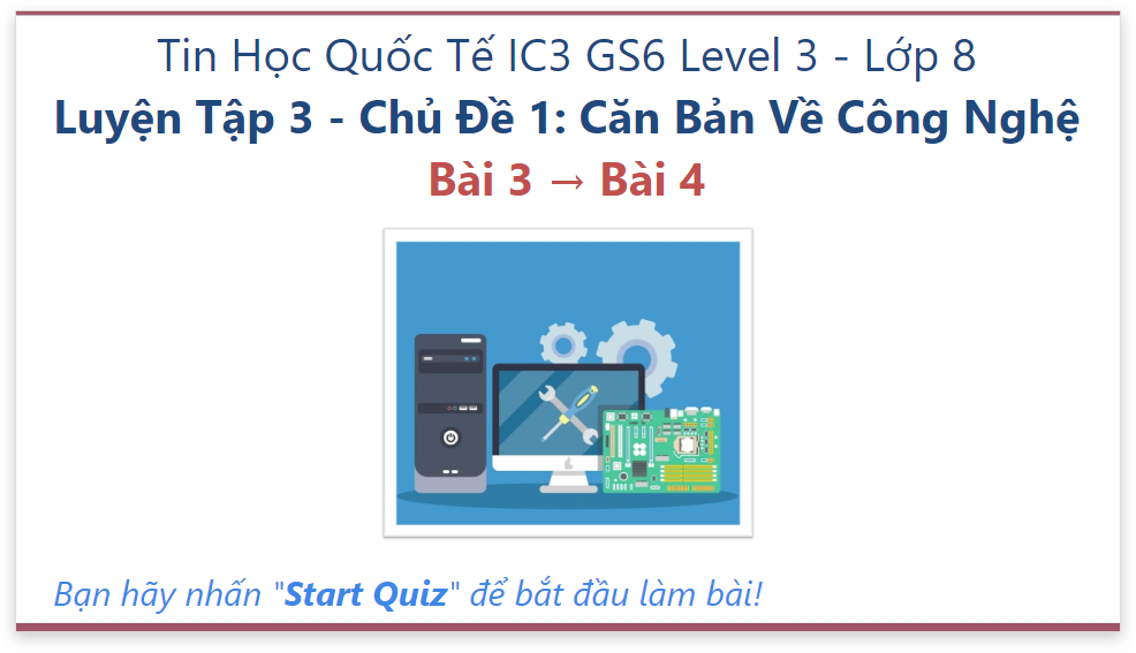 Tin Học Quốc Tế IC3 GS6 Level 3 - Lớp 8
Luyện Tập 3 - Chủ Đề 1: Căn Bản Về Công Nghệ
Bài 3 → Bài 4
Bạn hãy nhấn "Start Quiz" để bắt đầu làm bài!